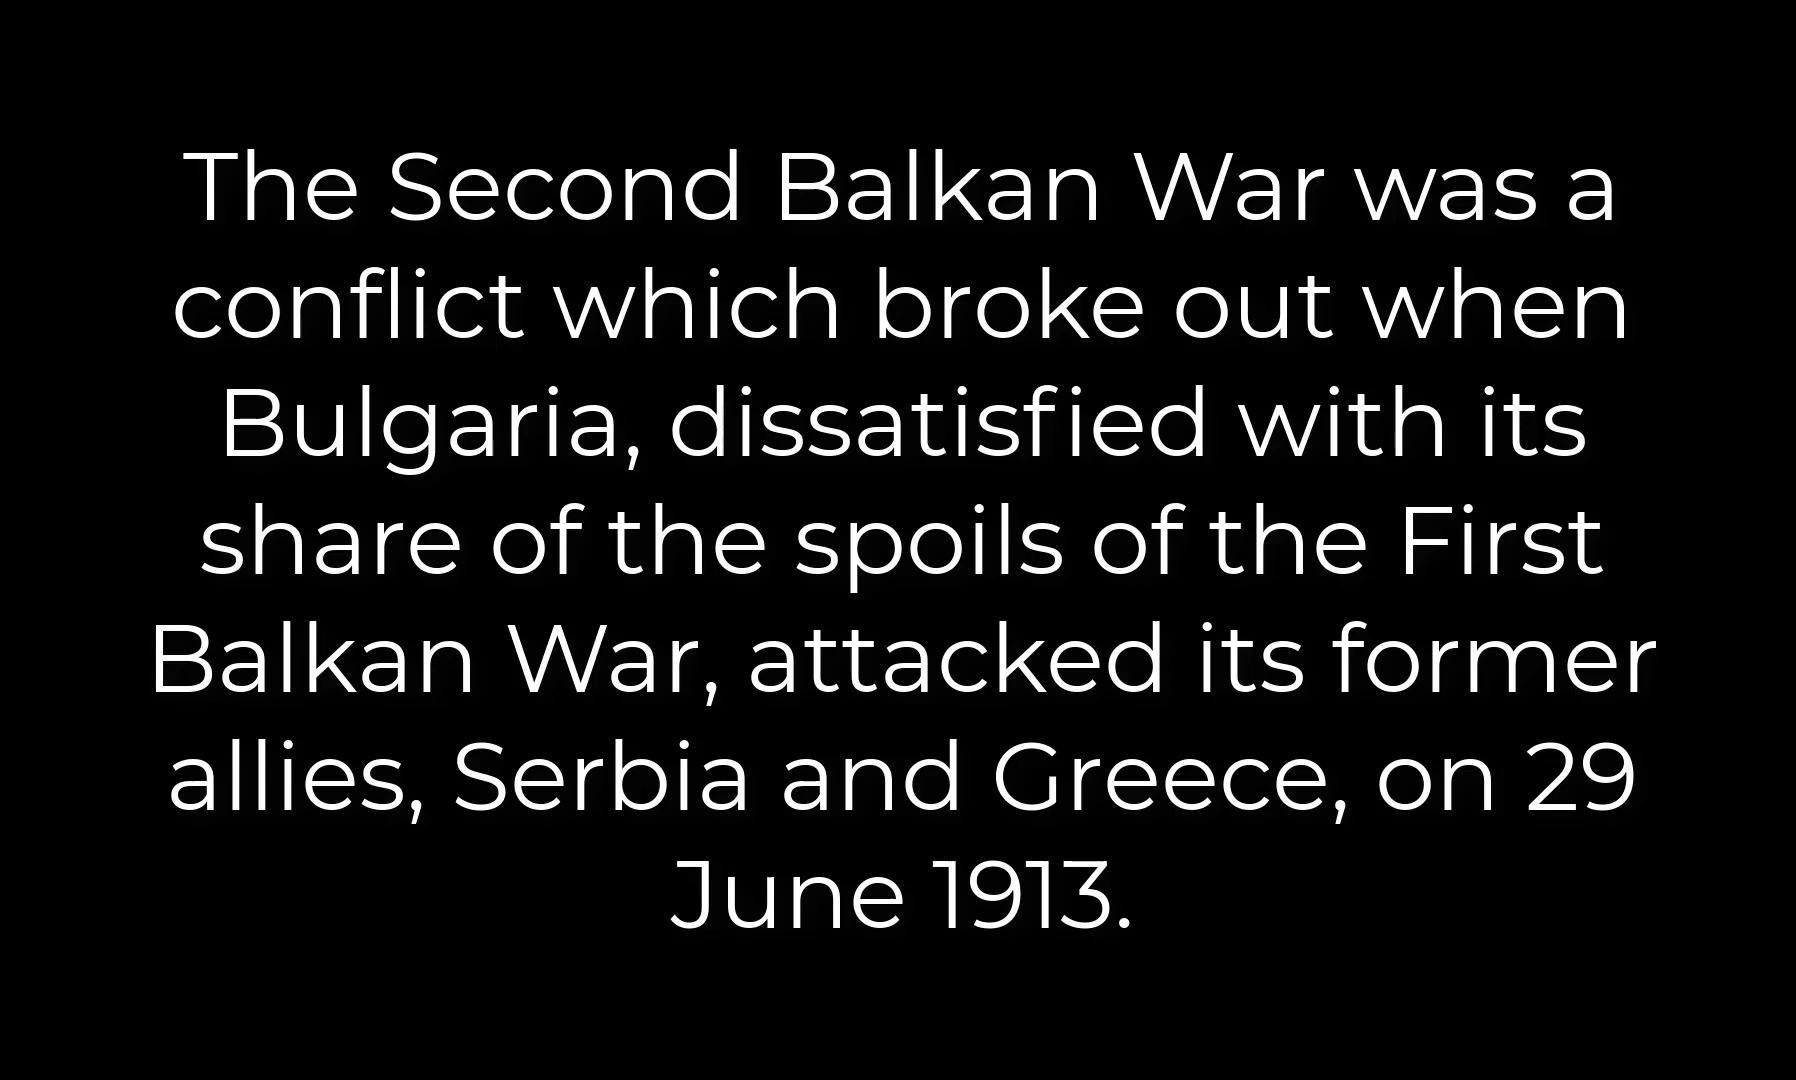 The Second Balkan War was a
conflict which broke out when
Bulgaria, dissatisfied with its
share of the spoils of the First
Balkan War, attacked its former
allies, Serbia and Greece, on 29
June 1913.